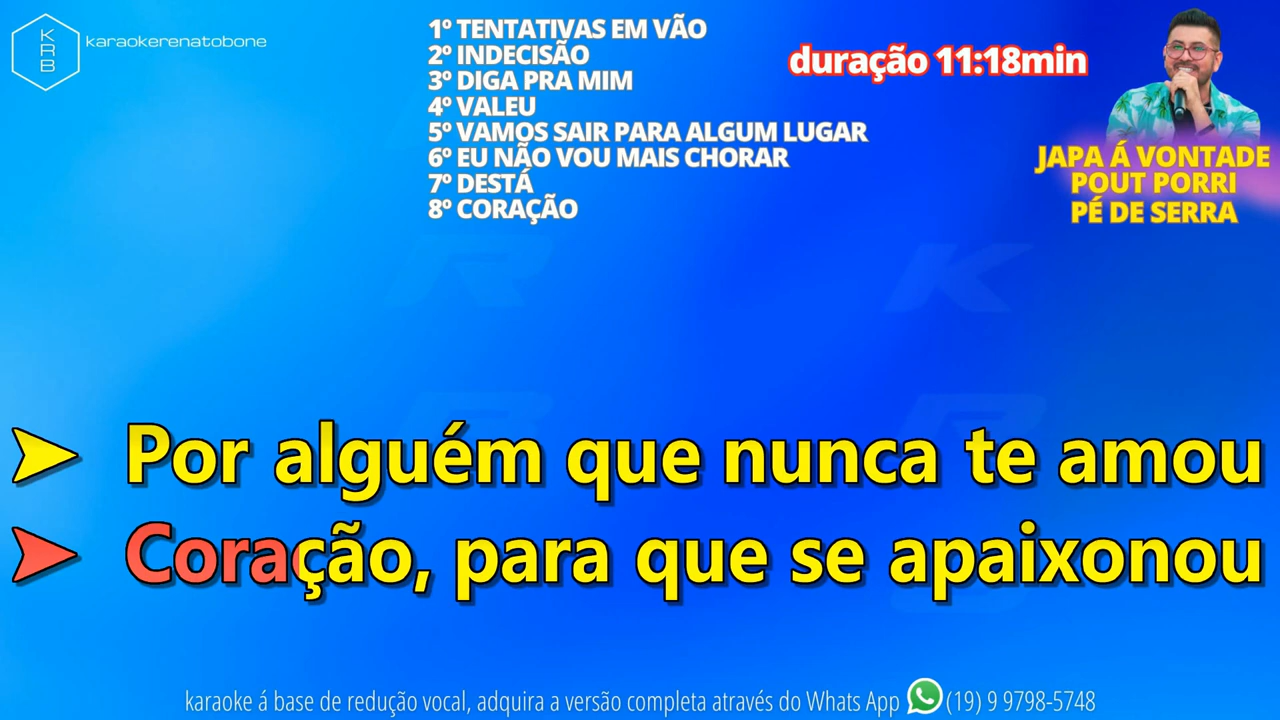 K
R
B
karaokerenatobone
1º TENTATIVAS EM VÃO
2º INDECISÃO
3º DIGA PRA MIM
4º VALEU
5º VAMOS SAIR PARA ALGUM LUGAR
6º EU NÃO VOU MAIS CHORAR
7º DESTÁ
8º CORAÇÃO
duração 11:18min
JAPA Á VONTADE
POUT PORRI
PÉ DE SERRA
R K
R B
Por alguém que nunca te amou
Coração, para que se apaixonou
karaoke á base de redução vocal, adquira a versão completa através do Whats App (19) 9 9798-5748